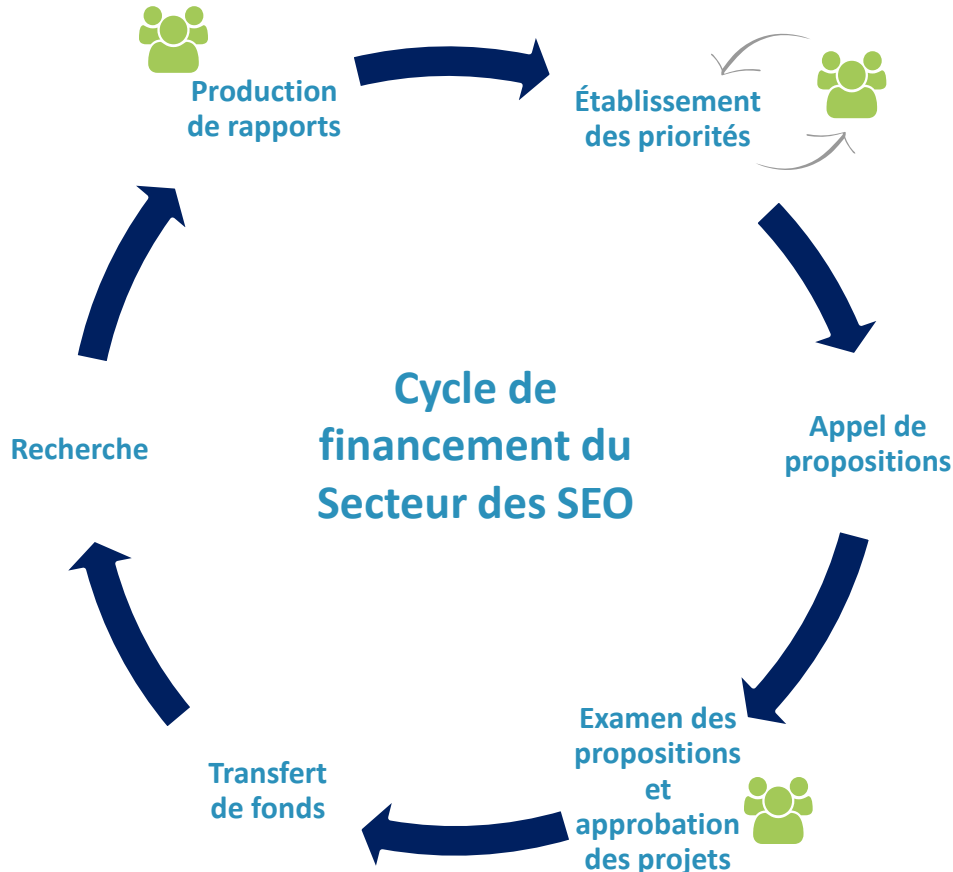 Production
de rapports
Établissement
des priorités
Cycle de
financement du
Secteur des SEO
Appel de
propositions
Recherche
Examen des
propositions
et
approbation
des projets
Transfert
de fonds